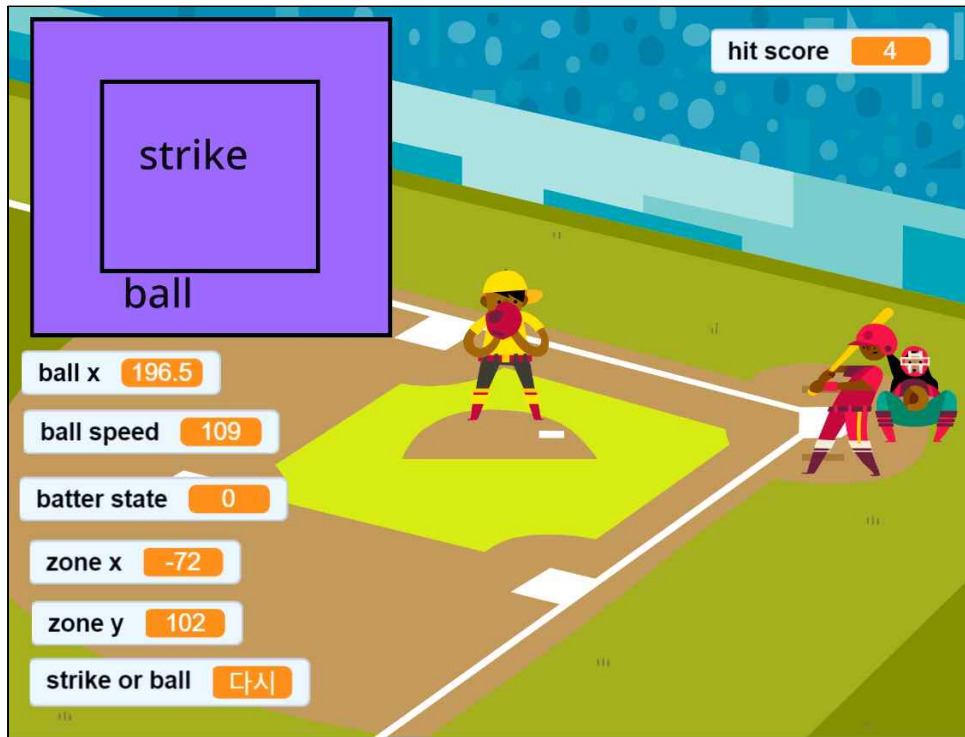 hit score 4
strike
ball
ball x 196.5
ball speed 109
batter state 0
zone x -72
zone y 102
strike or ball 다시